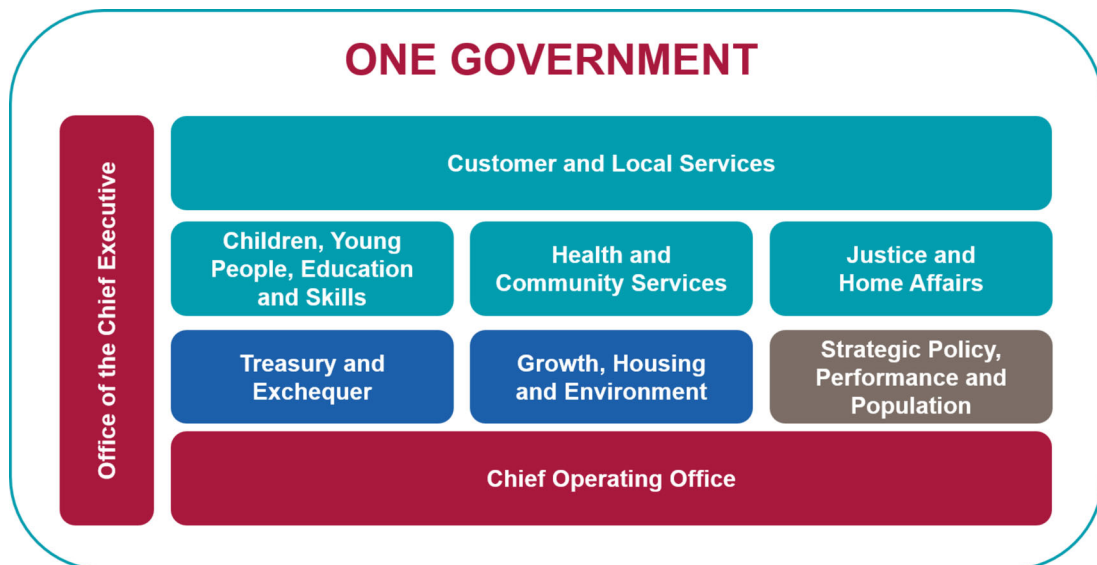 ONE GOVERNMENT
Office of the Chief Executive
Customer and Local Services
Children, Young
People, Education
and Skills
Health and
Community Services
Justice and
Home Affairs
Treasury and
Exchequer
Growth, Housing
and Environment
Strategic Policy,
Performance and
Population
Chief Operating Office